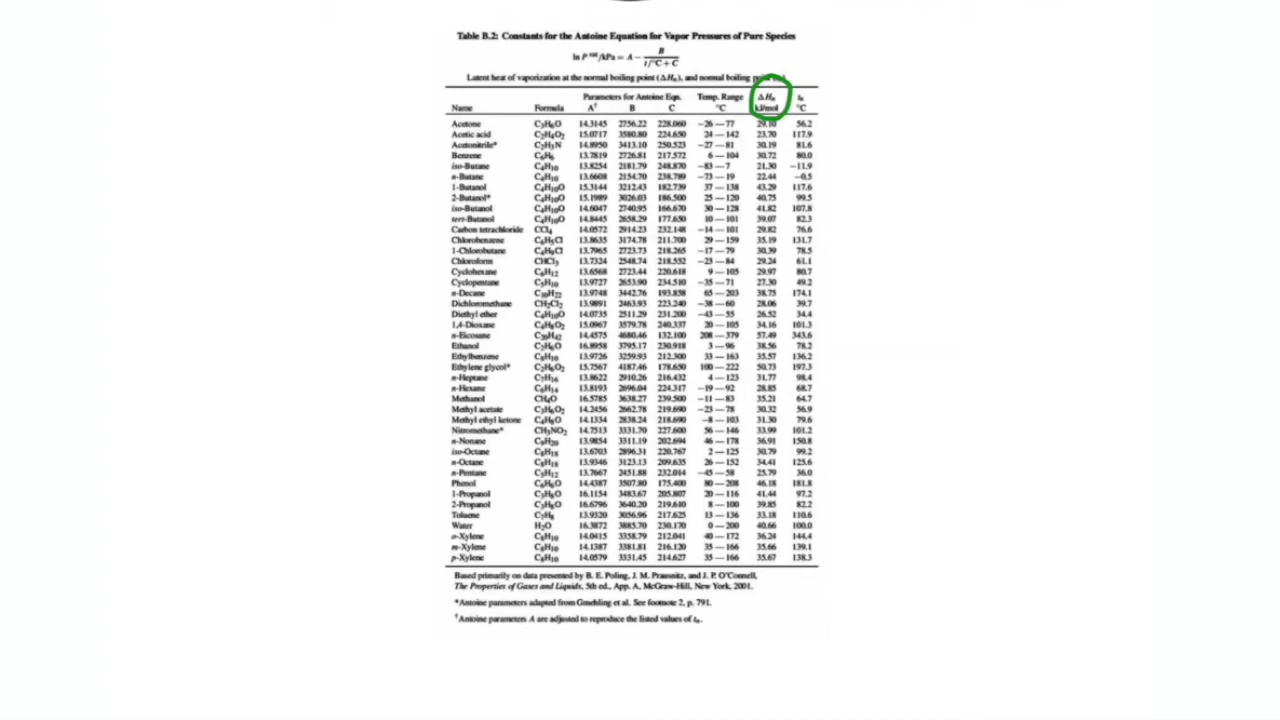 Table B.2: Constants for the Antoine Equation for Vapor Pressures of Pure Species
ln P sat/kPa = A − B / t/°C + C
Latent heat of vaporization at the normal boiling point (ΔHn), and normal boiling
Parameters for Antoine Eqn. Temp. Range ΔHn tn
Name Formula A† B C °C kJ/mol °C
Acetone C3H6O 14.3145 2756.22 228.060 −26 — 77 29.10 56.2
Acetic acid C2H4O2 15.0717 3580.80 224.650 24 — 142 23.70 117.9
Acetonitrile* C2H3N 14.8950 3413.10 250.523 −27 — 81 30.19 81.6
Benzene C6H6 13.7819 2726.81 217.572 6 — 104 30.72 80.0
iso-Butane C4H10 13.8254 2181.79 248.870 −83 — 7 21.30 −11.9
n-Butane C4H10 13.6608 2154.70 238.789 −73 — 19 22.44 −0.5
1-Butanol C4H10O 15.3144 3212.43 182.739 37 — 138 43.29 117.6
2-Butanol* C4H10O 15.1989 3026.03 186.500 25 — 120 40.75 99.5
iso-Butanol C4H10O 14.6047 2740.95 166.670 30 — 128 41.82 107.8
tert-Butanol C4H10O 14.8445 2658.29 177.650 10 — 101 39.07 82.3
Carbon tetrachloride CCl4 14.0572 2914.23 232.148 −14 — 101 29.82 76.6
Chlorobenzene C6H5Cl 13.8635 3174.78 211.700 29 — 159 35.19 131.7
1-Chlorobutane C4H9Cl 13.7965 2723.73 218.265 −17 — 79 30.39 78.5
Chloroform CHCl3 13.7324 2548.74 218.552 −23 — 84 29.24 61.1
Cyclohexane C6H12 13.6568 2723.44 220.618 9 — 105 29.97 80.7
Cyclopentane C5H10 13.9727 2653.90 234.510 −35 — 71 27.30 49.2
n-Decane C10H22 13.9748 3442.76 193.858 65 — 203 38.75 174.1
Dichloromethane CH2Cl2 13.9891 2463.93 223.240 −38 — 60 28.06 39.7
Diethyl ether C4H10O 14.0735 2511.29 231.200 −43 — 55 26.52 34.4
1,4-Dioxane C4H8O2 15.0967 3579.78 240.337 20 — 105 34.16 101.3
n-Eicosane C20H42 14.4575 4680.46 132.100 208 — 379 57.49 343.6
Ethanol C2H6O 16.8958 3795.17 230.918 3 — 96 38.56 78.2
Ethylbenzene C8H10 13.9726 3259.93 212.300 33 — 163 35.57 136.2
Ethylene glycol* C2H6O2 15.7567 4187.46 178.650 100 — 222 50.73 197.3
n-Heptane C7H16 13.8622 2910.26 216.432 4 — 123 31.77 98.4
n-Hexane C6H14 13.8193 2696.04 224.317 −19 — 92 28.85 68.7
Methanol CH4O 16.5785 3638.27 239.500 −11 — 83 35.21 64.7
Methyl acetate C3H6O2 14.2456 2662.78 219.690 −23 — 78 30.32 56.9
Methyl ethyl ketone C4H8O 14.1334 2838.24 218.690 −8 — 103 31.30 79.6
Nitromethane* CH3NO2 14.7513 3331.70 227.600 56 — 146 33.99 101.2
n-Nonane C9H20 13.9854 3311.19 202.694 46 — 178 36.91 150.8
iso-Octane C8H18 13.6703 2896.31 220.767 2 — 125 30.79 99.2
n-Octane C8H18 13.9346 3123.13 209.635 26 — 152 34.41 125.6
n-Pentane C5H12 13.7667 2451.88 232.014 −45 — 58 25.79 36.0
Phenol C6H6O 14.4387 3507.80 175.400 80 — 208 46.18 181.8
1-Propanol C3H8O 16.1154 3483.67 205.807 20 — 116 41.44 97.2
2-Propanol C3H8O 16.6796 3640.20 219.610 8 — 100 39.85 82.2
Toluene C7H8 13.9320 3056.96 217.625 13 — 136 33.18 110.6
Water H2O 16.3872 3885.70 230.170 0 — 200 40.66 100.0
o-Xylene C8H10 14.0415 3358.79 212.041 40 — 172 36.24 144.4
m-Xylene C8H10 14.1387 3381.81 216.120 35 — 166 35.66 139.1
p-Xylene C8H10 14.0579 3331.45 214.627 35 — 166 35.67 138.3
Based primarily on data presented by B. E. Poling, J. M. Prausnitz, and J. P. O'Connell,
The Properties of Gases and Liquids, 5th ed., App. A, McGraw-Hill, New York, 2001.
*Antoine parameters adapted from Gmehling et al. See footnote 2, p. 791.
†Antoine parameters A are adjusted to reproduce the listed values of tn.